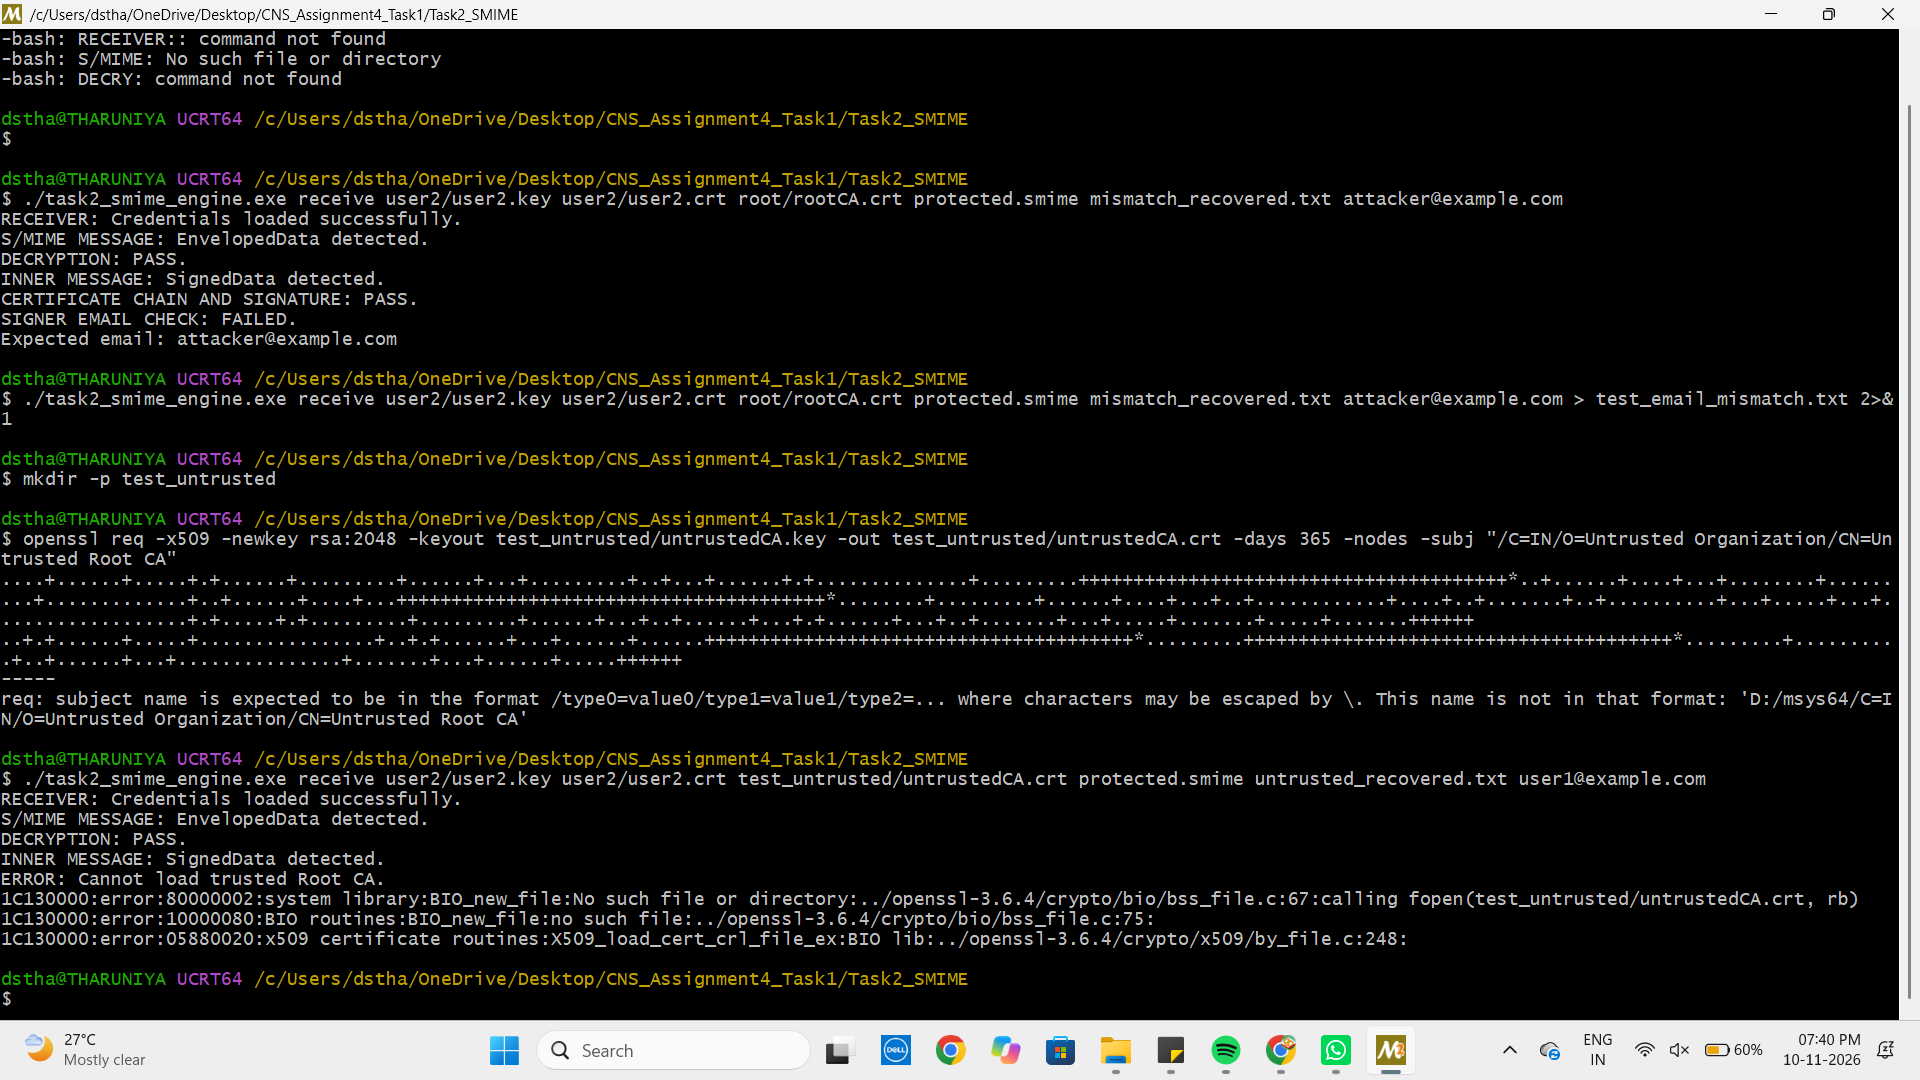 /c/Users/dstha/OneDrive/Desktop/CNS_Assignment4_Task1/Task2_SMIME
-bash: RECEIVER:: command not found
-bash: S/MIME: No such file or directory
-bash: DECRY: command not found
dstha@THARUNIYA UCRT64 /c/Users/dstha/OneDrive/Desktop/CNS_Assignment4_Task1/Task2_SMIME
$
dstha@THARUNIYA UCRT64 /c/Users/dstha/OneDrive/Desktop/CNS_Assignment4_Task1/Task2_SMIME
$ ./task2_smime_engine.exe receive user2/user2.key user2/user2.crt root/rootCA.crt protected.smime mismatch_recovered.txt attacker@example.com
RECEIVER: Credentials loaded successfully.
S/MIME MESSAGE: EnvelopedData detected.
DECRYPTION: PASS.
INNER MESSAGE: SignedData detected.
CERTIFICATE CHAIN AND SIGNATURE: PASS.
SIGNER EMAIL CHECK: FAILED.
Expected email: attacker@example.com
dstha@THARUNIYA UCRT64 /c/Users/dstha/OneDrive/Desktop/CNS_Assignment4_Task1/Task2_SMIME
$ ./task2_smime_engine.exe receive user2/user2.key user2/user2.crt root/rootCA.crt protected.smime mismatch_recovered.txt attacker@example.com > test_email_mismatch.txt 2>&
1
dstha@THARUNIYA UCRT64 /c/Users/dstha/OneDrive/Desktop/CNS_Assignment4_Task1/Task2_SMIME
$ mkdir -p test_untrusted
dstha@THARUNIYA UCRT64 /c/Users/dstha/OneDrive/Desktop/CNS_Assignment4_Task1/Task2_SMIME
$ openssl req -x509 -newkey rsa:2048 -keyout test_untrusted/untrustedCA.key -out test_untrusted/untrustedCA.crt -days 365 -nodes -subj "/C=IN/O=Untrusted Organization/CN=Un
trusted Root CA"
-----
req: subject name is expected to be in the format /type0=value0/type1=value1/type2=... where characters may be escaped by \. This name is not in that format: 'D:/msys64/C=I
N/O=Untrusted Organization/CN=Untrusted Root CA'
dstha@THARUNIYA UCRT64 /c/Users/dstha/OneDrive/Desktop/CNS_Assignment4_Task1/Task2_SMIME
$ ./task2_smime_engine.exe receive user2/user2.key user2/user2.crt test_untrusted/untrustedCA.crt protected.smime untrusted_recovered.txt user1@example.com
RECEIVER: Credentials loaded successfully.
S/MIME MESSAGE: EnvelopedData detected.
DECRYPTION: PASS.
INNER MESSAGE: SignedData detected.
ERROR: Cannot load trusted Root CA.
1C130000:error:80000002:system library:BIO_new_file:No such file or directory:../openssl-3.6.4/crypto/bio/bss_file.c:67:calling fopen(test_untrusted/untrustedCA.crt, rb)
1C130000:error:10000080:BIO routines:BIO_new_file:no such file:../openssl-3.6.4/crypto/bio/bss_file.c:75:
1C130000:error:05880020:x509 certificate routines:X509_load_cert_crl_file_ex:BIO lib:../openssl-3.6.4/crypto/x509/by_file.c:248:
dstha@THARUNIYA UCRT64 /c/Users/dstha/OneDrive/Desktop/CNS_Assignment4_Task1/Task2_SMIME
$
27°C
Mostly clear
Search
DELL
ENG
IN
60%
07:40 PM
10-11-2026